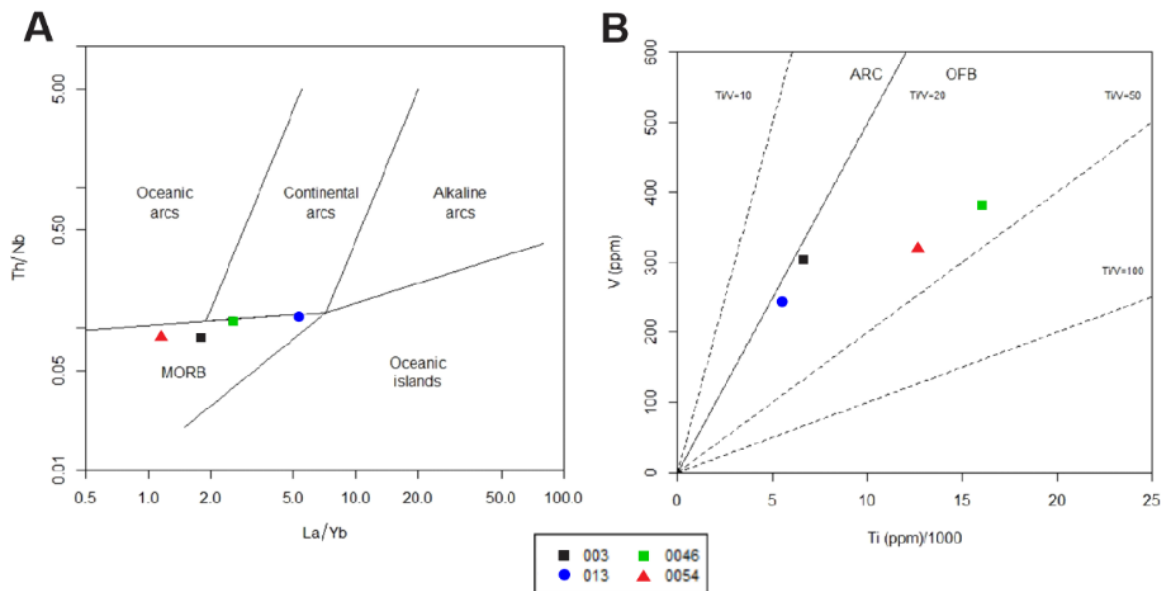 A
Th/Nb
5.00
0.50
0.05
0.01
Oceanic
arcs
Continental
arcs
Alkaline
arcs
MORB
Oceanic
islands
0.5
1.0
2.0
5.0
10.0
20.0
50.0
100.0
La/Yb
B
V (ppm)
600
500
400
300
200
100
0
ARC
OFB
Ti/V=10
Ti/V=20
Ti/V=50
Ti/V=100
0
5
10
15
20
25
Ti (ppm)/1000
003
0046
013
0054